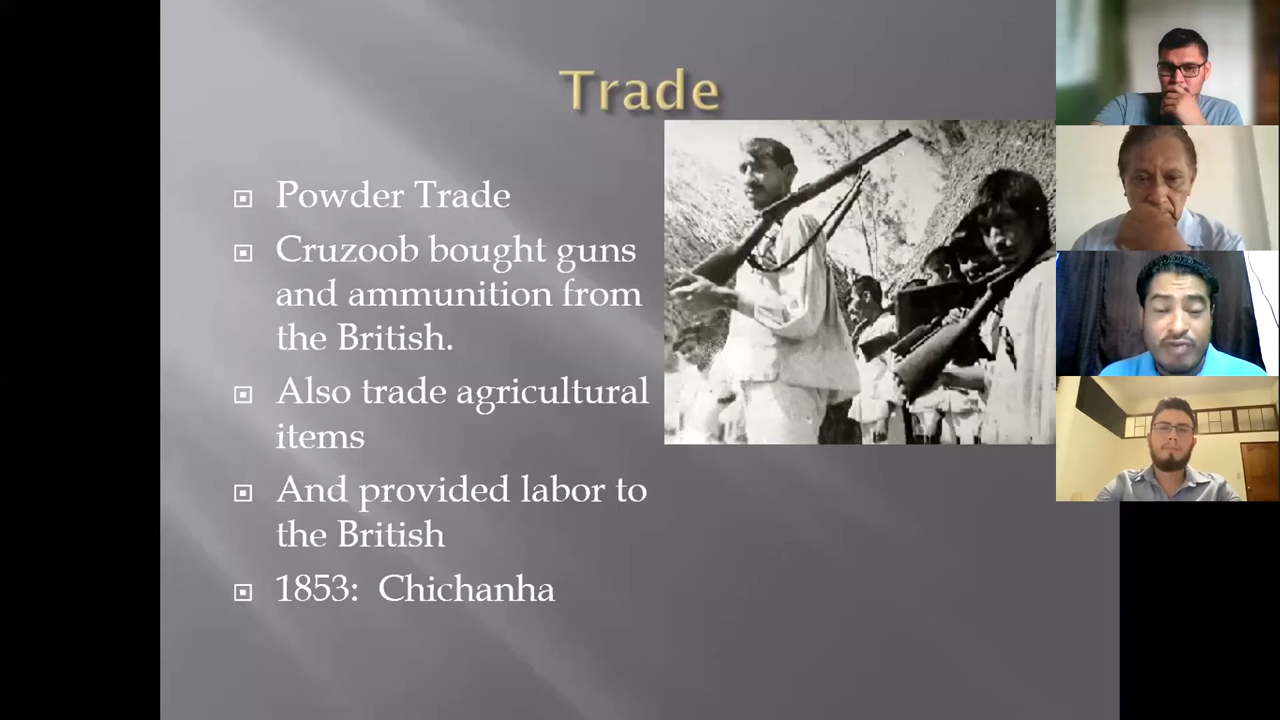 Trade
Powder Trade
Cruzoob bought guns
and ammunition from
the British.
Also trade agricultural
items
And provided labor to
the British
1853: Chichanha